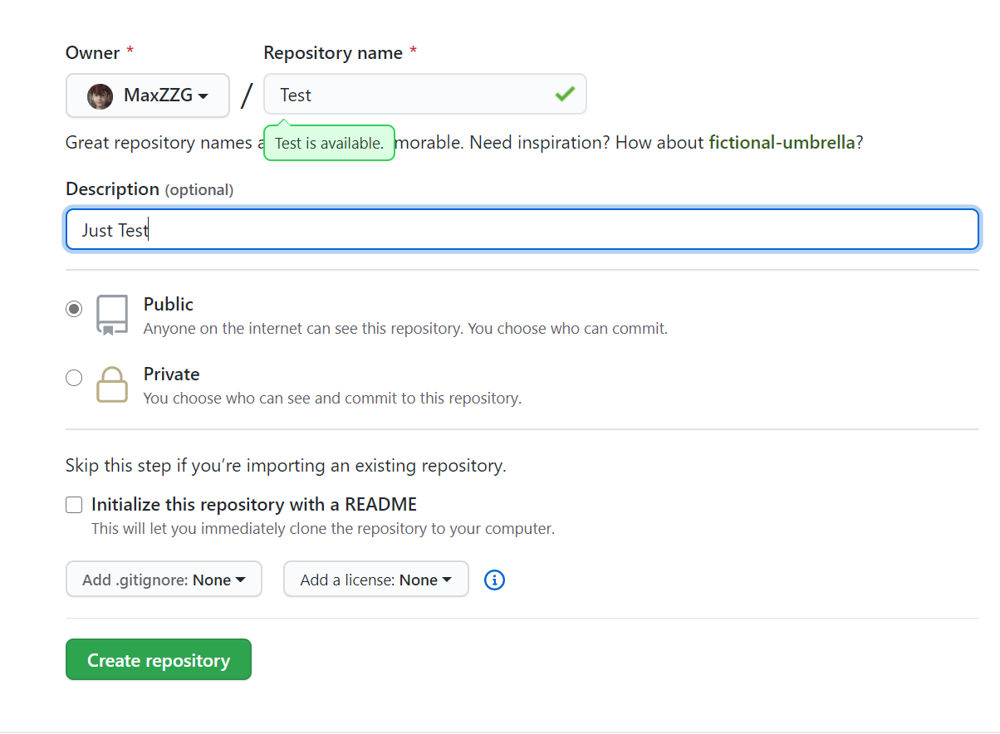 Owner * Repository name *
MaxZZG / Test
Great repository names a Test is available. morable. Need inspiration? How about fictional-umbrella?
Description (optional)
Just Test
Public
Anyone on the internet can see this repository. You choose who can commit.
Private
You choose who can see and commit to this repository.
Skip this step if you’re importing an existing repository.
Initialize this repository with a README
This will let you immediately clone the repository to your computer.
Add .gitignore: None Add a license: None
Create repository